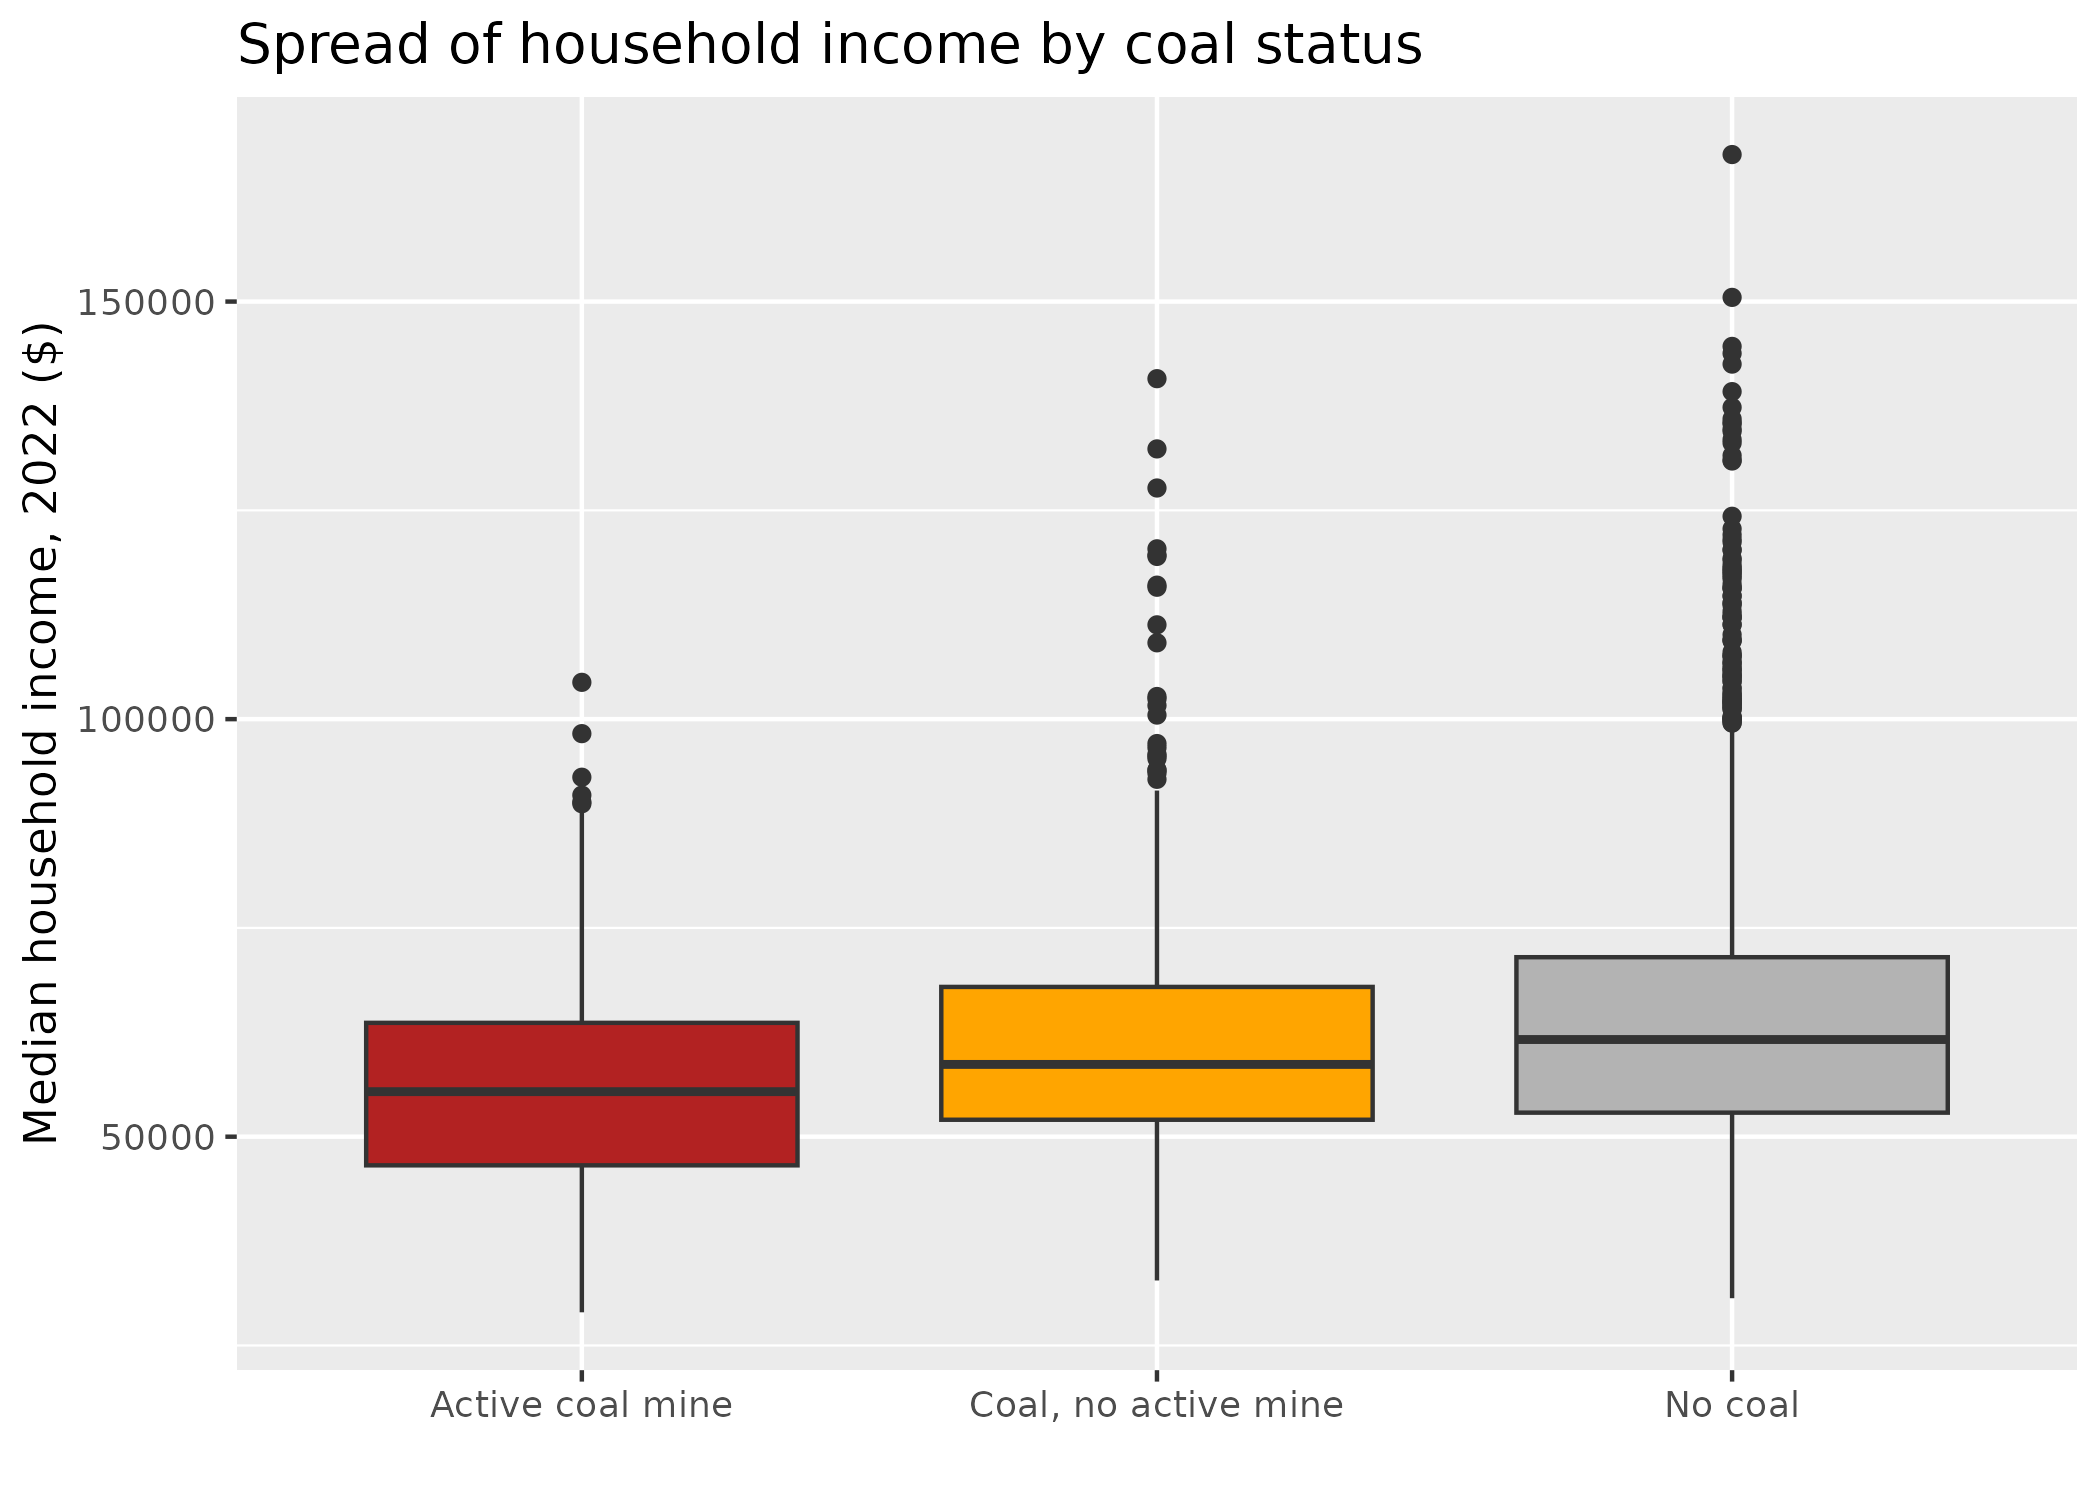 Spread of household income by coal status
Median household income, 2022 ($)
150000
100000
50000
Active coal mine
Coal, no active mine
No coal